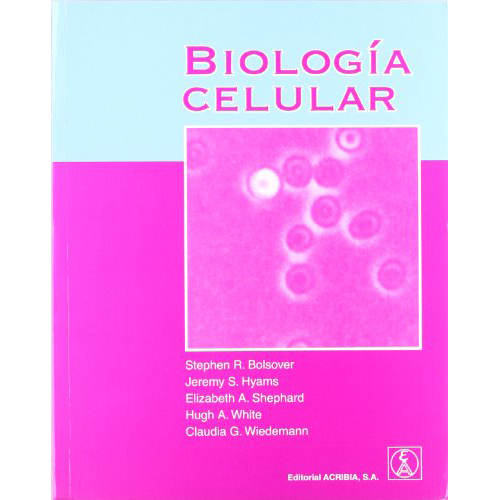 BIOLOGÍA
CELULAR
Stephen R. Bolsover
Jeremy S. Hyams
Elizabeth A. Shephard
Hugh A. White
Claudia G. Wiedemann
Editorial ACRIBIA, S.A.
E
A